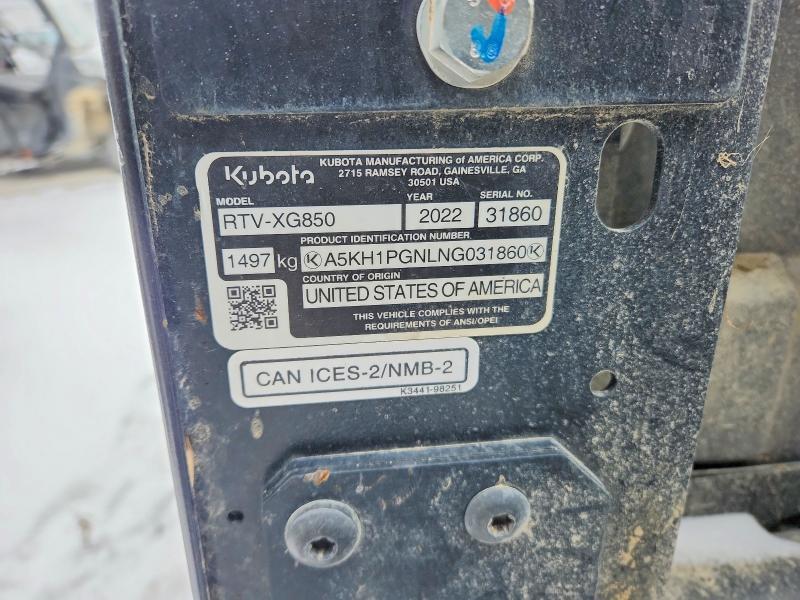 Kubota
KUBOTA MANUFACTURING of AMERICA CORP.
2715 RAMSEY ROAD, GAINESVILLE, GA
30501 USA
MODEL YEAR SERIAL NO.
RTV-XG850 2022 31860
PRODUCT IDENTIFICATION NUMBER
1497 kg K A5KH1PGNLNG031860 K
COUNTRY OF ORIGIN
UNITED STATES OF AMERICA
THIS VEHICLE COMPLIES WITH THE
REQUIREMENTS OF ANSI/OPEI
CAN ICES-2/NMB-2
K3441-98251